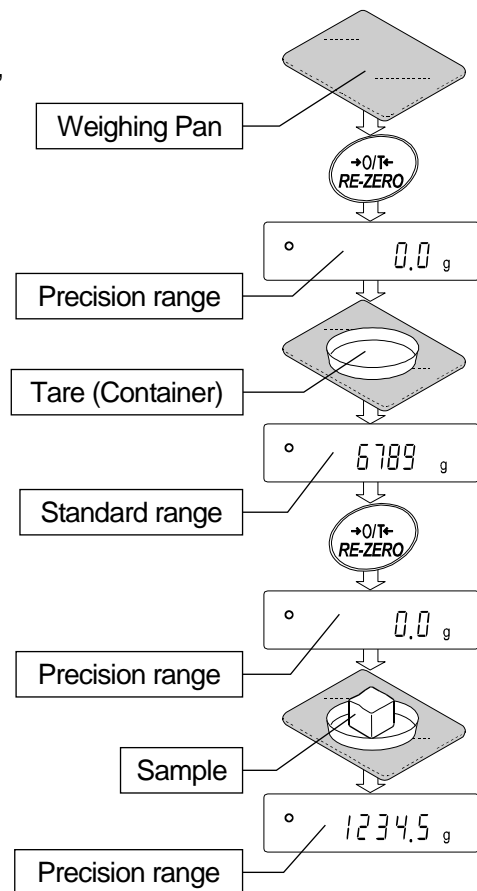 ,
Weighing Pan
→0/T←
RE-ZERO
0.0 g
Precision range
Tare (Container)
6789 g
Standard range
→0/T←
RE-ZERO
0.0 g
Precision range
Sample
1234.5 g
Precision range